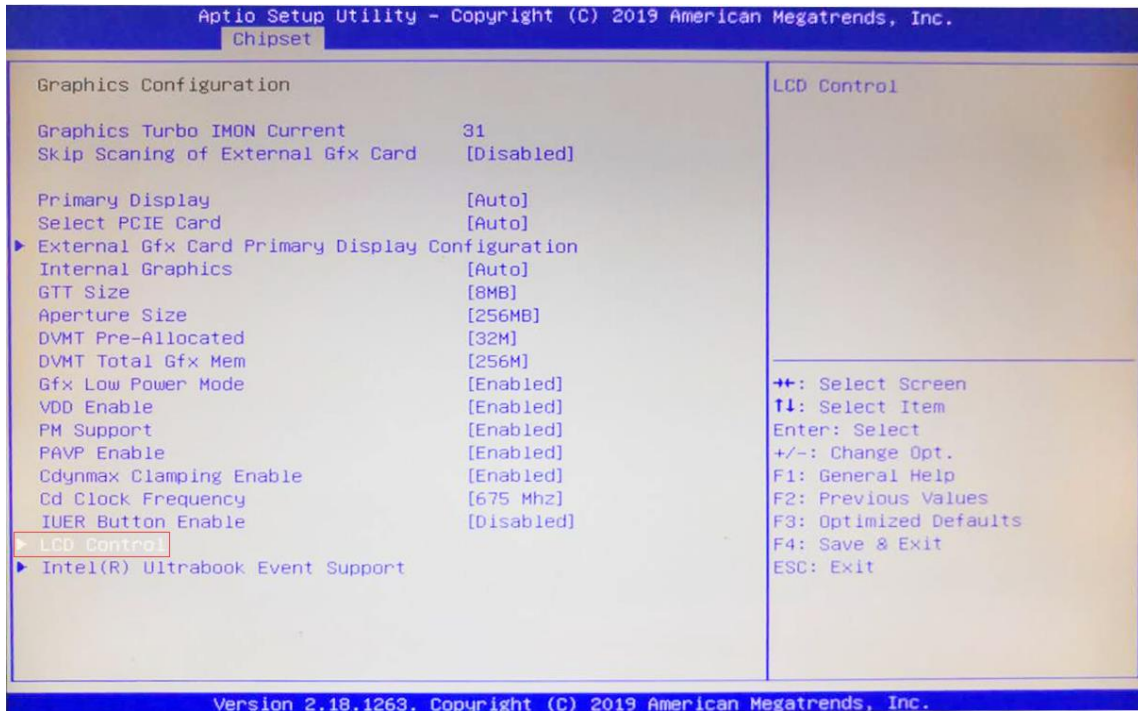 Aptio Setup Utility – Copyright (C) 2019 American Megatrends, Inc.
Chipset
Graphics Configuration
Graphics Turbo IMON Current 31
Skip Scaning of External Gfx Card [Disabled]
Primary Display [Auto]
Select PCIE Card [Auto]
▶ External Gfx Card Primary Display Configuration
Internal Graphics [Auto]
GTT Size [8MB]
Aperture Size [256MB]
DVMT Pre-Allocated [32M]
DVMT Total Gfx Mem [256M]
Gfx Low Power Mode [Enabled]
VDD Enable [Enabled]
PM Support [Enabled]
PAVP Enable [Enabled]
Cdynmax Clamping Enable [Enabled]
Cd Clock Frequency [675 Mhz]
IUER Button Enable [Disabled]
▶ LCD Control
▶ Intel(R) Ultrabook Event Support
LCD Control
→←: Select Screen
↑↓: Select Item
Enter: Select
+/-: Change Opt.
F1: General Help
F2: Previous Values
F3: Optimized Defaults
F4: Save & Exit
ESC: Exit
Version 2.18.1263. Copyright (C) 2019 American Megatrends, Inc.